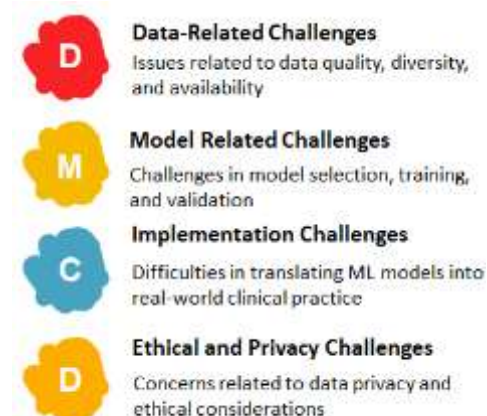 D
Data-Related Challenges
Issues related to data quality, diversity,
and availability
M
Model Related Challenges
Challenges in model selection, training,
and validation
C
Implementation Challenges
Difficulties in translating ML models into
real-world clinical practice
D
Ethical and Privacy Challenges
Concerns related to data privacy and
ethical considerations